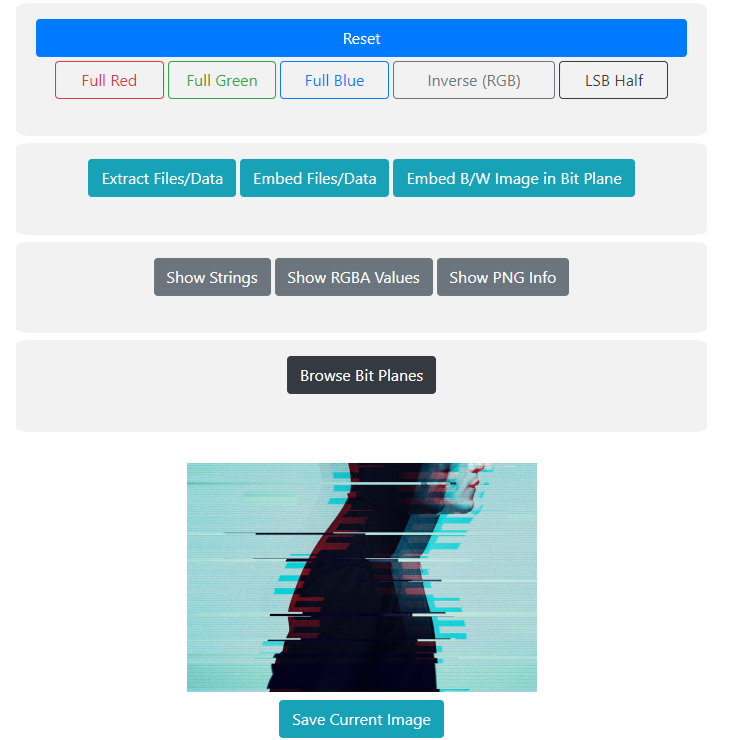 Reset
Full Red Full Green Full Blue Inverse (RGB) LSB Half
Extract Files/Data Embed Files/Data Embed B/W Image in Bit Plane
Show Strings Show RGBA Values Show PNG Info
Browse Bit Planes
Save Current Image